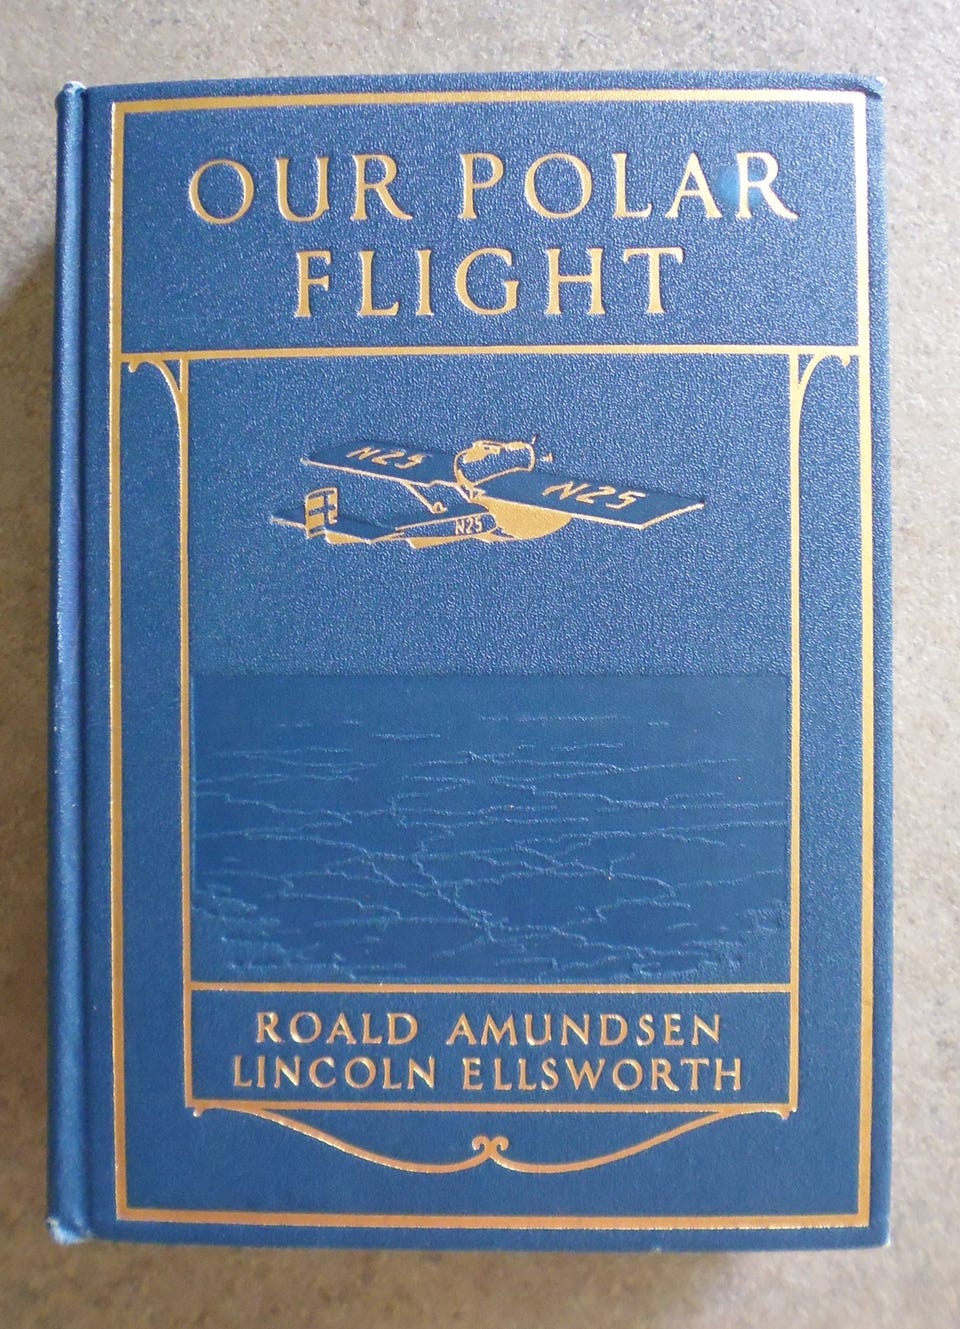 OUR POLAR
FLIGHT
N25
N25
N25
ROALD AMUNDSEN
LINCOLN ELLSWORTH